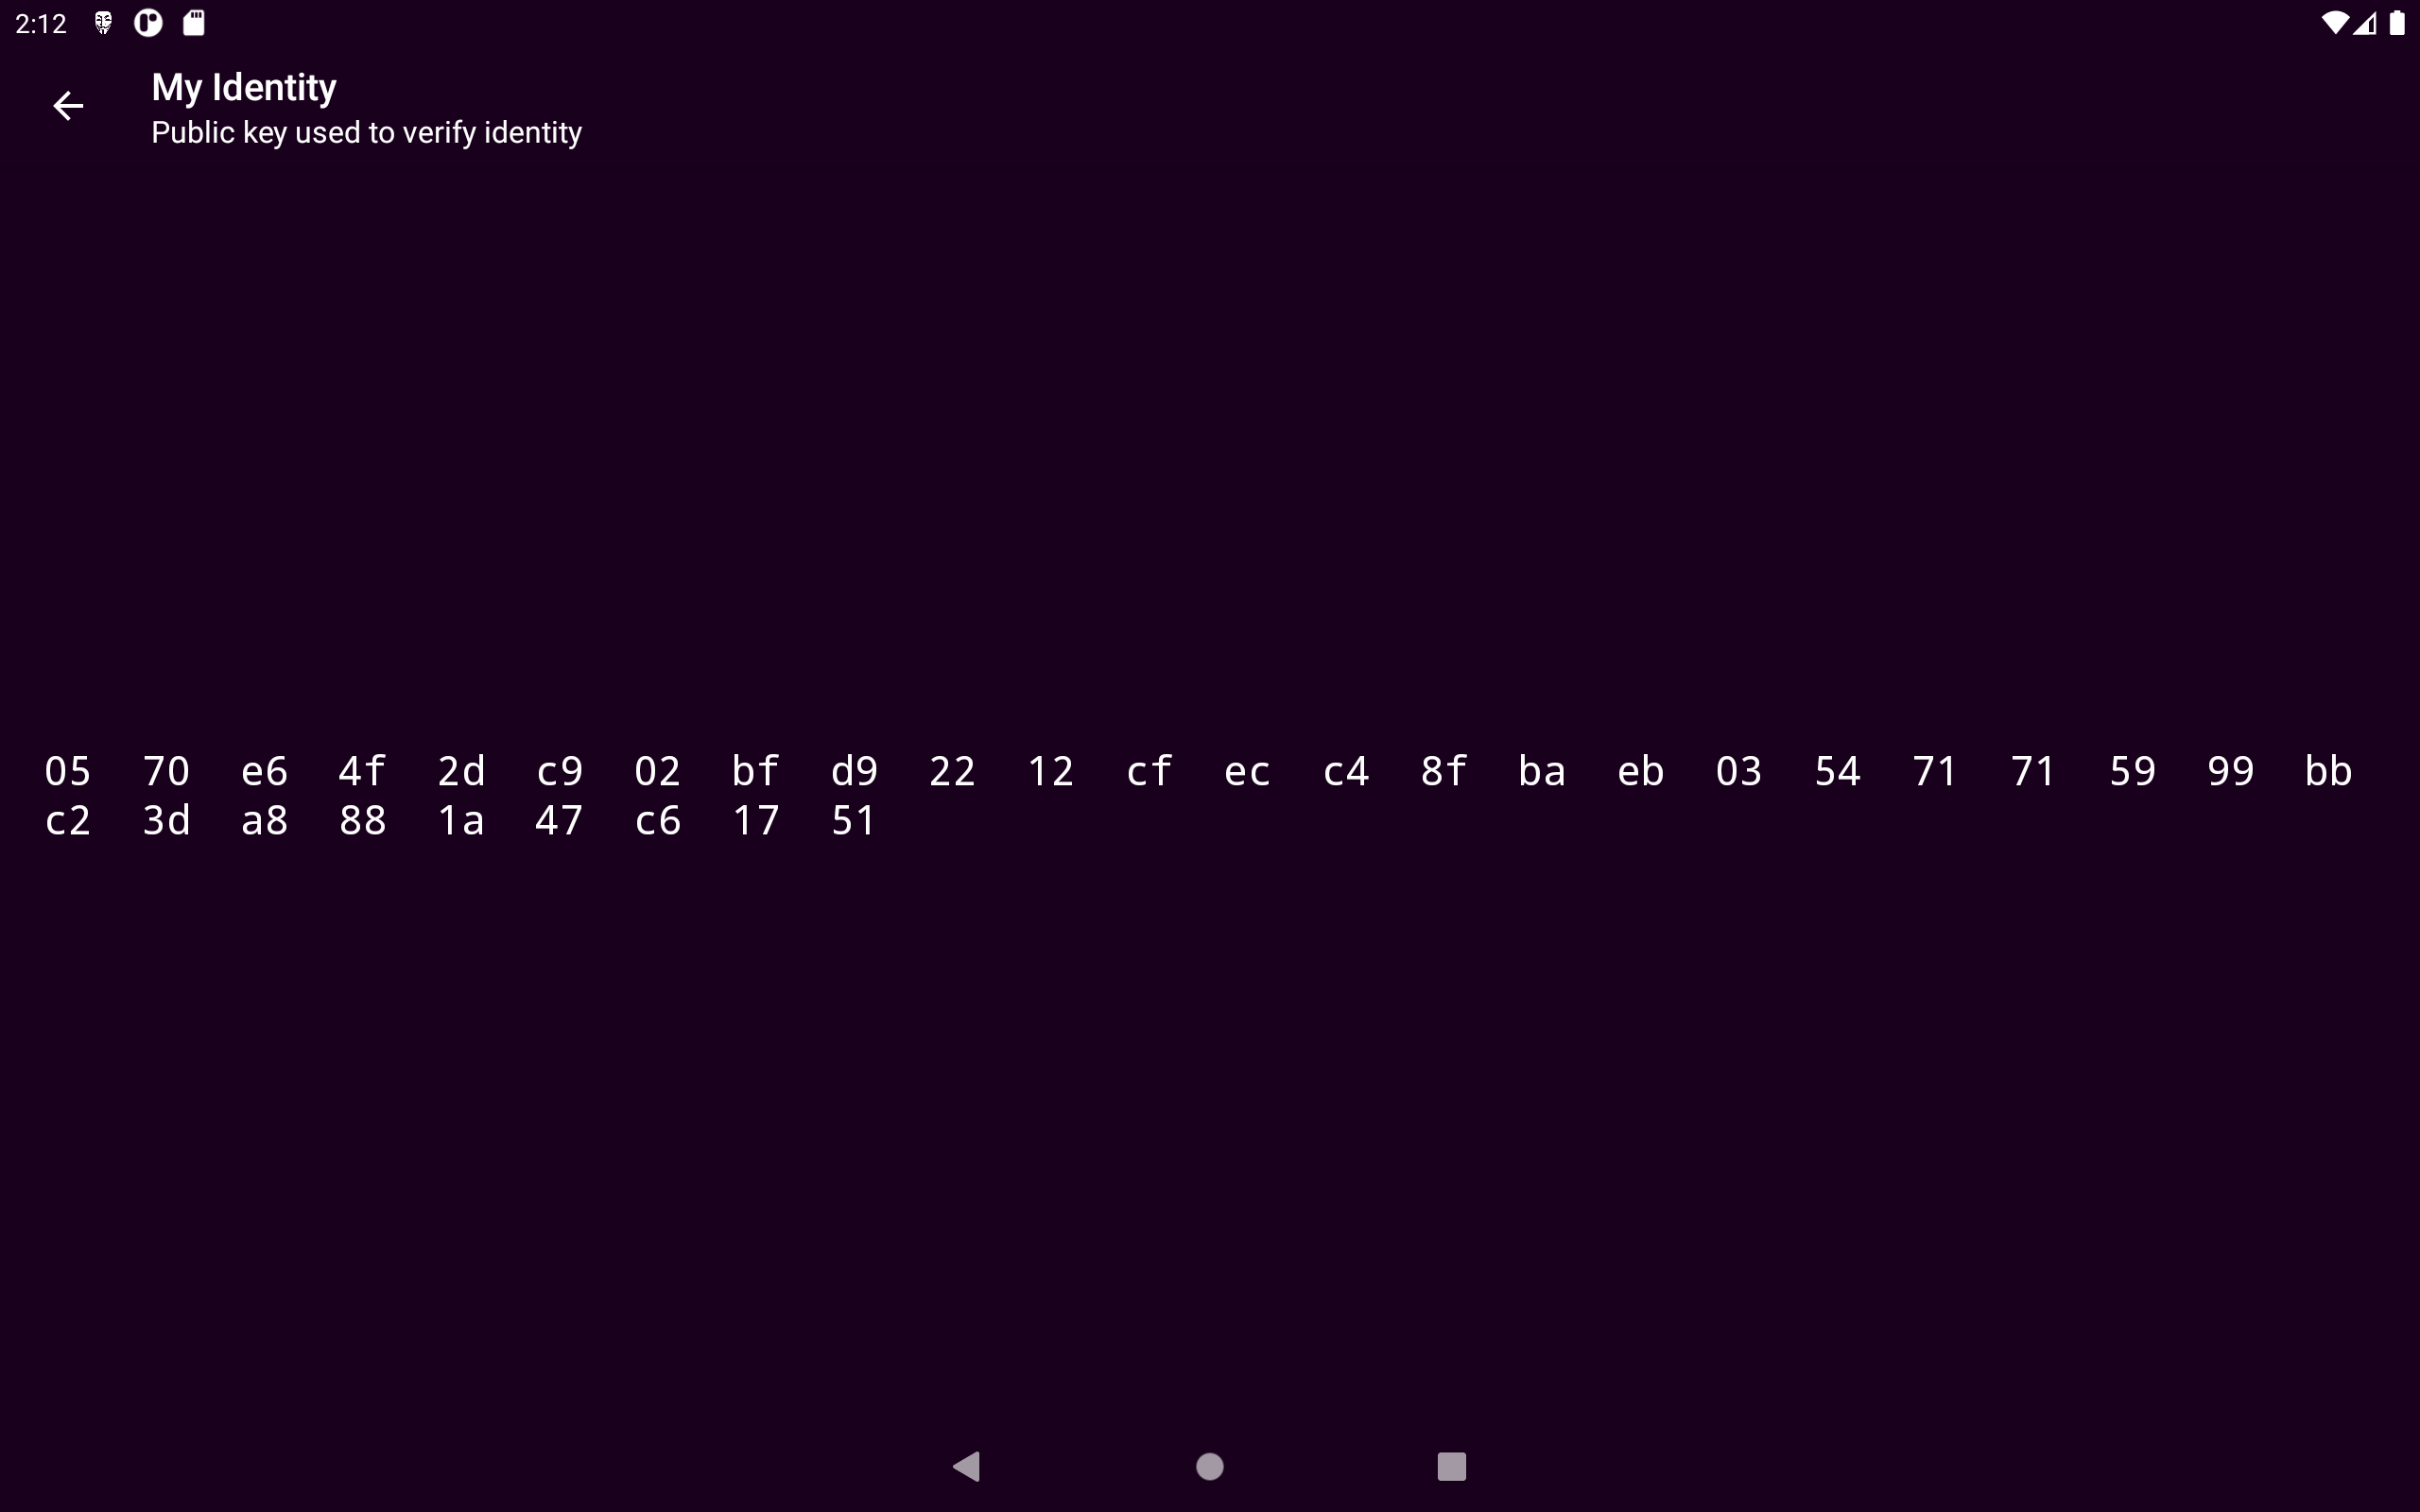 2:12
My Identity
Public key used to verify identity
05 70 e6 4f 2d c9 02 bf d9 22 12 cf ec c4 8f ba eb 03 54 71 71 59 99 bb
c2 3d a8 88 1a 47 c6 17 51